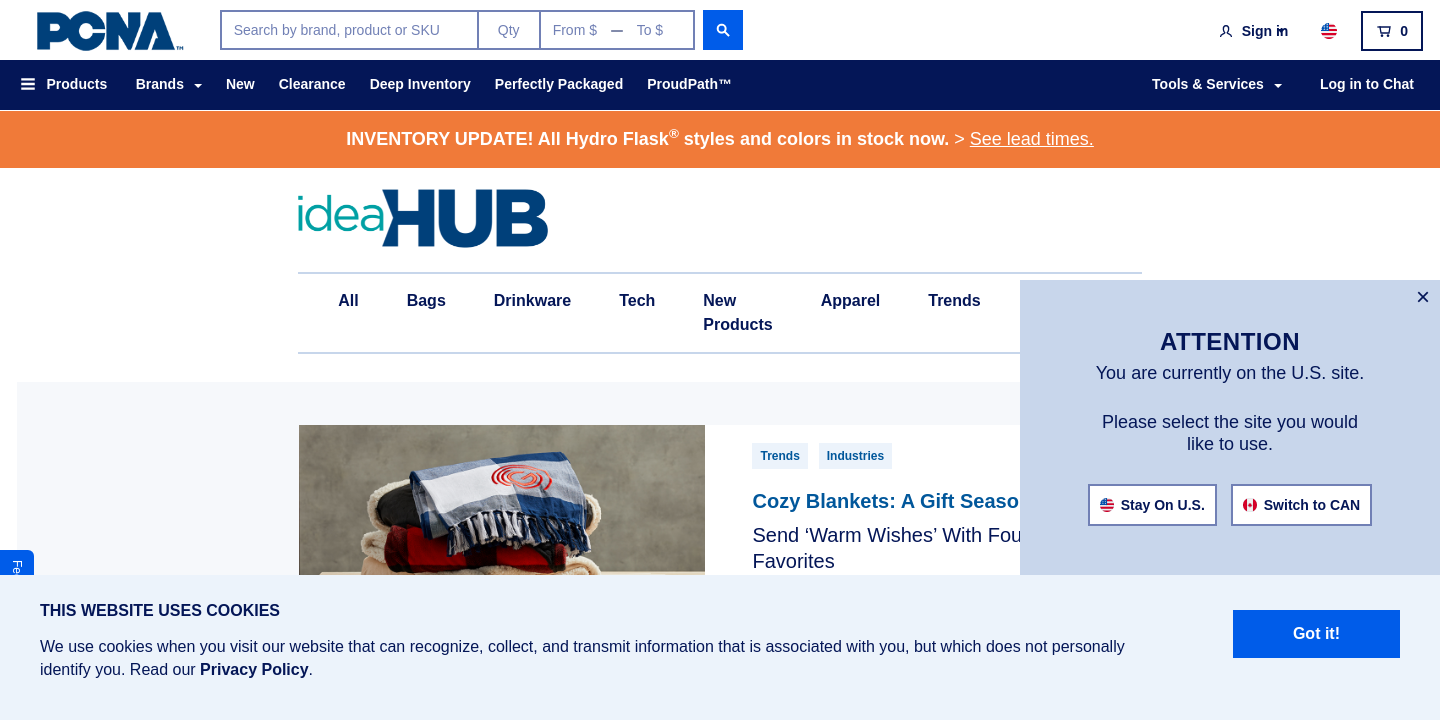 PCNA™
Search by brand, product or SKU
Qty
From $ — To $
Sign in
0
Products
Brands
New
Clearance
Deep Inventory
Perfectly Packaged
ProudPath™
Tools & Services
Log in to Chat
INVENTORY UPDATE! All Hydro Flask® styles and colors in stock now. > See lead times.
ideaHUB
All
Bags
Drinkware
Tech
New
Products
Apparel
Trends
×
ATTENTION
You are currently on the U.S. site.
Please select the site you would
like to use.
Stay On U.S.
Switch to CAN
Trends
Industries
Cozy Blankets: A Gift Seaso
Send ‘Warm Wishes’ With Fou
Favorites
THIS WEBSITE USES COOKIES
We use cookies when you visit our website that can recognize, collect, and transmit information that is associated with you, but which does not personally
identify you. Read our Privacy Policy.
Got it!